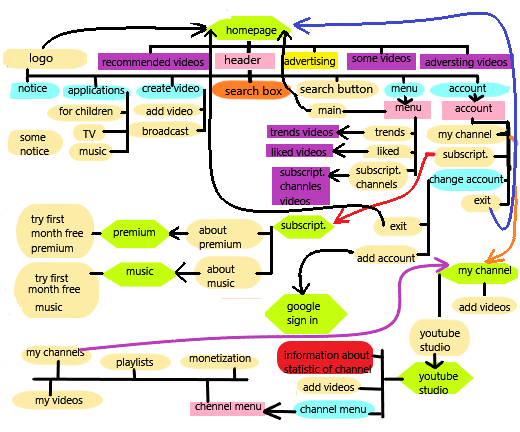 homepage
logo
recommended videos
header
advertising
some videos
adversting videos
notice
applications
create video
search box
search button
menu
account
for children
add video
main
menu
account
some
notice
TV
broadcast
trends videos
trends
my channel
music
liked videos
liked
subscript.
subscript.
channles
videos
subscript.
channels
change account
exit
try first
month free
premium
premium
about
premium
subscript.
exit
add account
try first
month free
music
music
about
music
my channel
google
sign in
add videos
youtube
studio
my channels
playlists
monetization
information about
statistic of channel
youtube
studio
add videos
my videos
chennel menu
channel menu